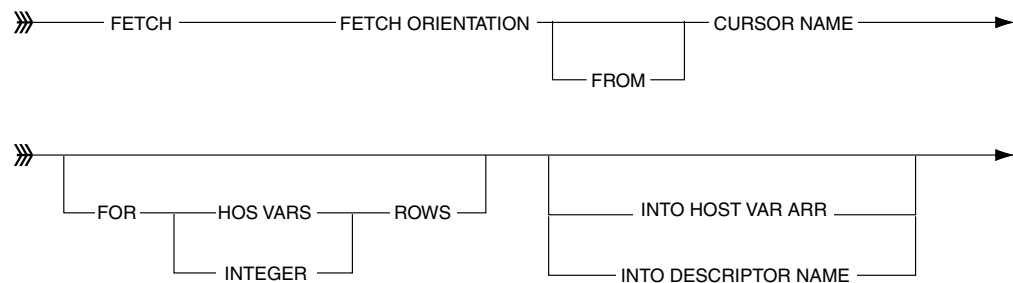 FETCH FETCH ORIENTATION CURSOR NAME
FROM
FOR HOS VARS ROWS INTO HOST VAR ARR
INTEGER INTO DESCRIPTOR NAME